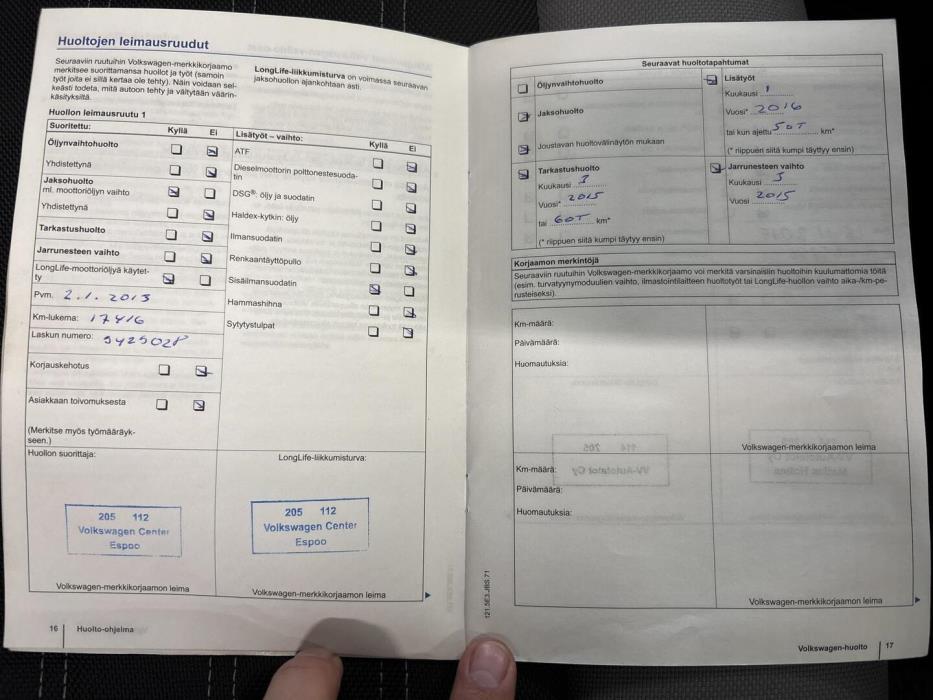 Huoltojen leimausruudut
Seuraaviin ruutuihin Volkswagen-merkkikorjaamo
merkitsee suorittamansa huollot ja työt (samoin
työt joita ei sillä kertaa ole tehty). Näin voidaan sel-
keästi todeta, mitä autoon tehty ja vältytään väärin-
käsityksiltä.
LongLife-liikkumisturva on voimassa seuraavan
jaksohuollon ajankohtaan asti.
Huollon leimausruutu 1
Suoritettu: Kyllä Ei
Öljynvaihtohuolto
Yhdistettynä
Jaksohuolto
ml. moottoriöljyn vaihto
Yhdistettynä
Tarkastushuolto
Jarrunesteen vaihto
LongLife-moottoriöljyä käytet-
ty
Pvm. 2.1. 2013
Km-lukema: 17416
Laskun numero: 5425028
Korjauskehotus
Asiakkaan toivomuksesta
(Merkitse myös työmääräyk-
seen.)
Lisätyöt – vaihto: Kyllä Ei
ATF
Dieselmoottorin polttonestesuoda-
tin
DSG®: öljy ja suodatin
Haldex-kytkin: öljy
Ilmansuodatin
Renkaantäyttöpullo
Sisäilmansuodatin
Hammashihna
Sytytystulpat
Huollon suorittaja:
205 112
Volkswagen Center
Espoo
Volkswagen-merkkikorjaamon leima
LongLife-liikkumisturva:
205 112
Volkswagen Center
Espoo
Volkswagen-merkkikorjaamon leima
16 Huolto-ohjelma
Seuraavat huoltotapahtumat
Öljynvaihtohuolto
Jaksohuolto
Joustavan huoltovälinäytön mukaan
Lisätyöt
Kuukausi 1
Vuosi* 2016
tai kun ajettu 50T km*
(* riippuen siitä kumpi täyttyy ensin)
Tarkastushuolto
Kuukausi
Vuosi* 2015
tai 60T km*
(* riippuen siitä kumpi täytyy ensin)
Jarrunesteen vaihto
Kuukausi
Vuosi 2015
Korjaamon merkintöjä
Seuraaviin ruutuihin Volkswagen-merkkikorjaamo voi merkitä varsinaisiin huoltoihin kuulumattomia töitä
(esim. turvatyynymoduulien vaihto, ilmastointilaitteen huoltotyöt tai LongLife-huollon vaihto aika-/km-pe-
rusteiseksi).
Km-määrä:
Päivämäärä:
Huomautuksia:
Volkswagen-merkkikorjaamon leima
Km-määrä:
Päivämäärä:
Huomautuksia:
Volkswagen-merkkikorjaamon leima
121.5E3.JBS.71
Volkswagen-huolto 17